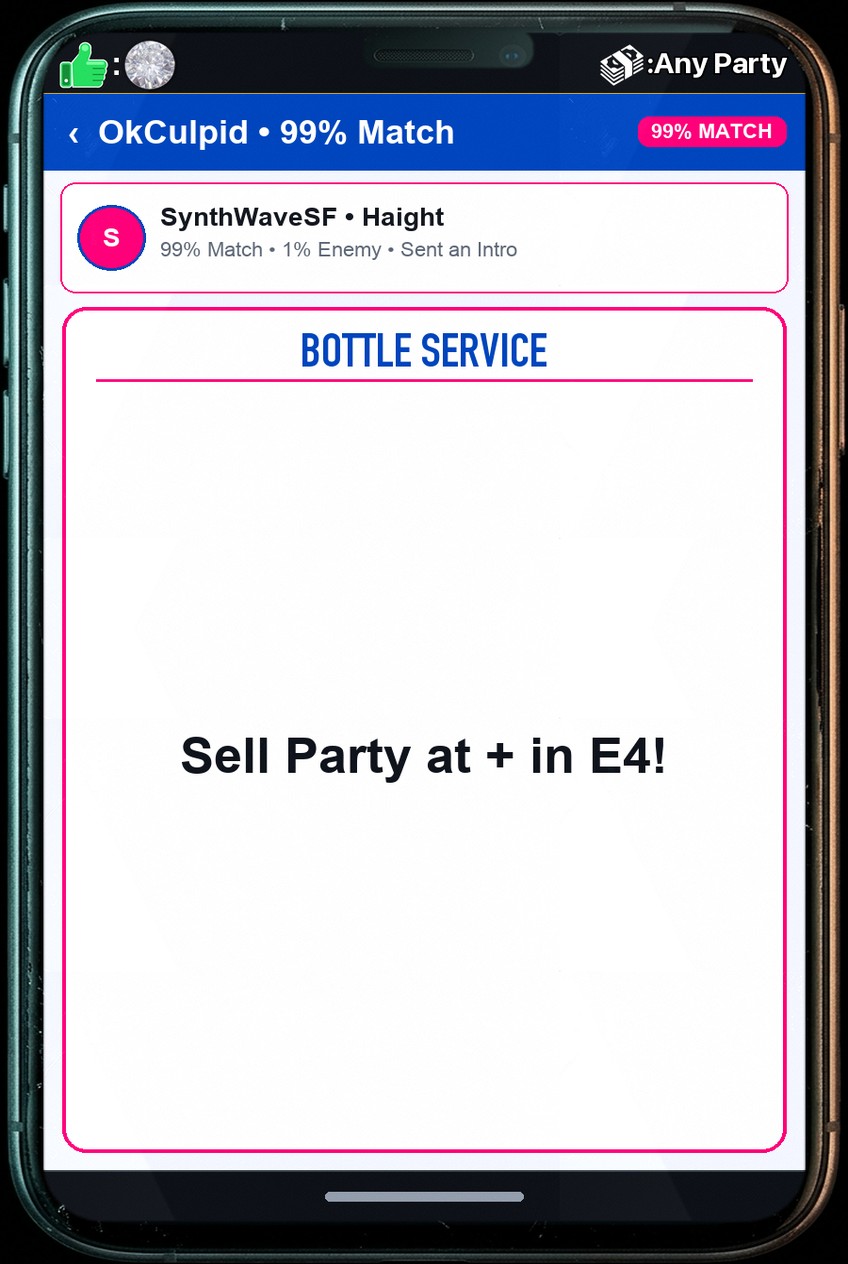 :
:Any Party
‹ OkCulpid • 99% Match
99% MATCH
S
SynthWaveSF • Haight
99% Match • 1% Enemy • Sent an Intro
BOTTLE SERVICE
Sell Party at + in E4!